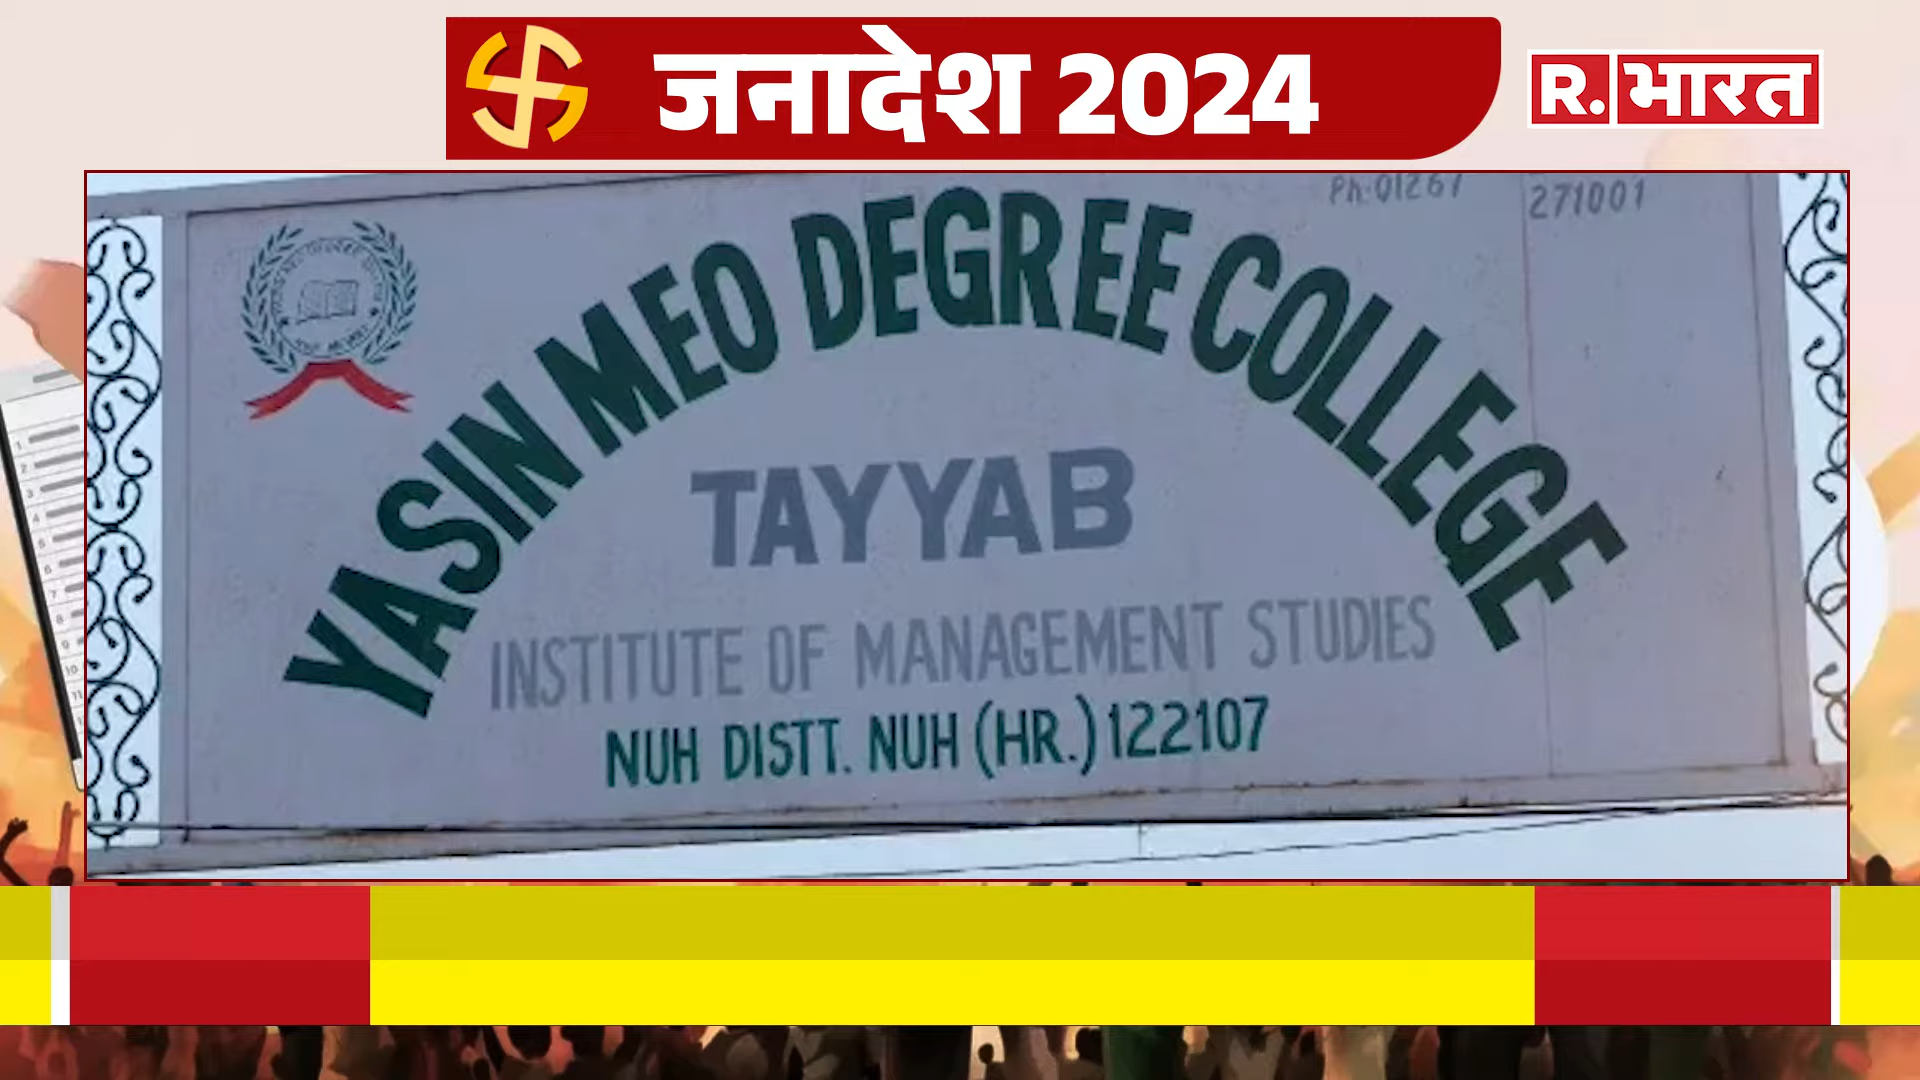 जनादेश 2024
R.भारत
Ph:01267 271001
YASIN MEO DEGREE COLLEGE
TAYYAB
INSTITUTE OF MANAGEMENT STUDIES
NUH DISTT. NUH (HR.) 122107